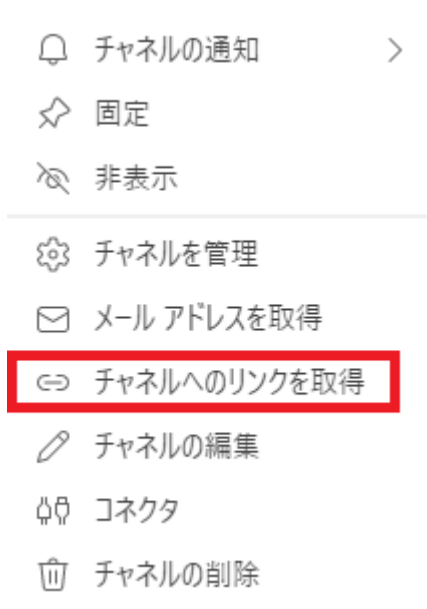 チャネルの通知
固定
非表示
チャネルを管理
メール アドレスを取得
チャネルへのリンクを取得
チャネルの編集
コネクタ
チャネルの削除